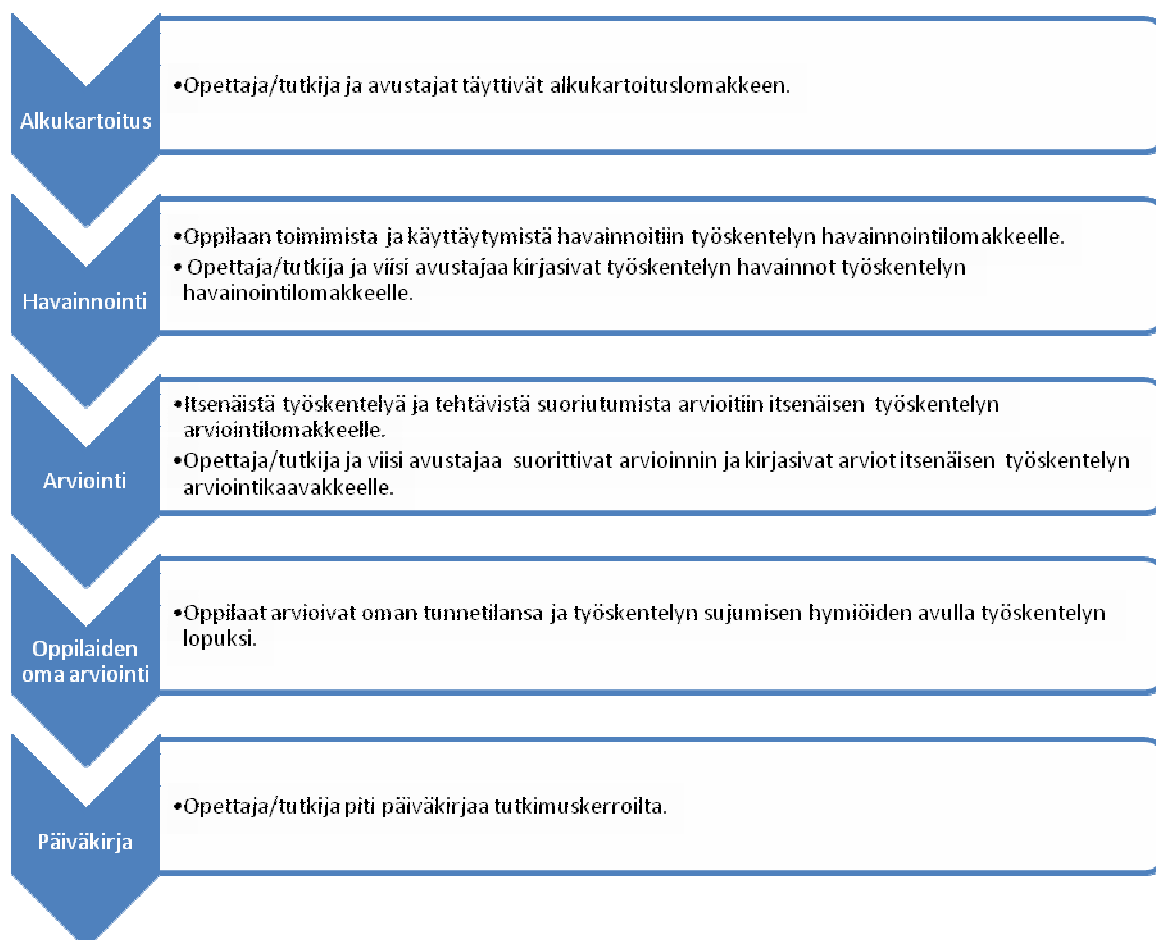 Alkukartoitus
•Opettaja/tutkija ja avustajat täyttivät alkukartoituslomakkeen.
Havainnointi
•Oppilaan toimimista ja käyttäytymistä havainnoitiin työskentelyn havainnointilomakkeelle.
• Opettaja/tutkija ja viisi avustajaa kirjasivat työskentelyn havainnot työskentelyn
havainointilomakkeelle.
Arviointi
•Itsenäistä työskentelyä ja tehtävistä suoriutumista arvioitiin itsenäisen työskentelyn
arviointilomakkeelle.
•Opettaja/tutkija ja viisi avustajaa suorittivat arvioinnin ja kirjasivat arviot itsenäisen työskentelyn
arviointikaavakkeelle.
Oppilaiden
oma arviointi
•Oppilaat arvioivat oman tunnetilansa ja työskentelyn sujumisen hymiöiden avulla työskentelyn
lopuksi.
Päiväkirja
•Opettaja/tutkija piti päiväkirjaa tutkimuskerroilta.